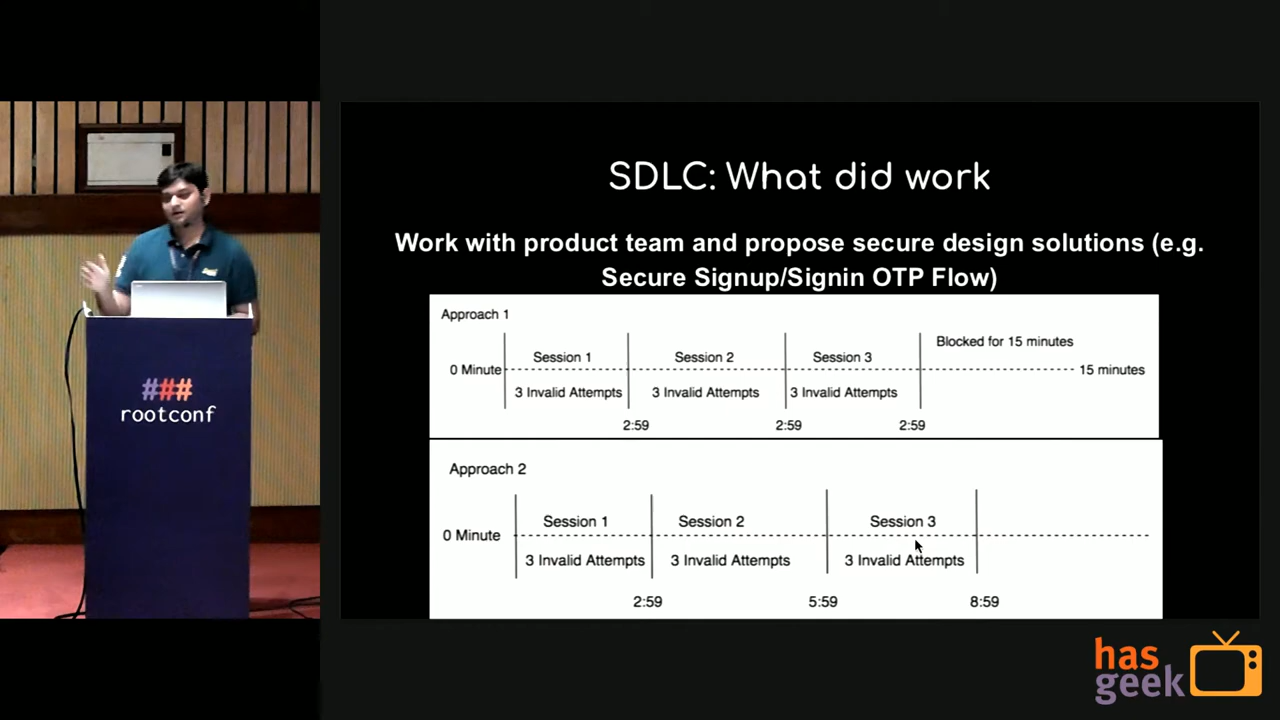 SDLC: What did work
Work with product team and propose secure design solutions (e.g.
Secure Signup/Signin OTP Flow)
Approach 1
Session 1 Session 2 Session 3 Blocked for 15 minutes
0 Minute 15 minutes
3 Invalid Attempts 3 Invalid Attempts 3 Invalid Attempts
2:59 2:59 2:59
Approach 2
Session 1 Session 2 Session 3
0 Minute
3 Invalid Attempts 3 Invalid Attempts 3 Invalid Attempts
2:59 5:59 8:59
###
rootconf
has
geek